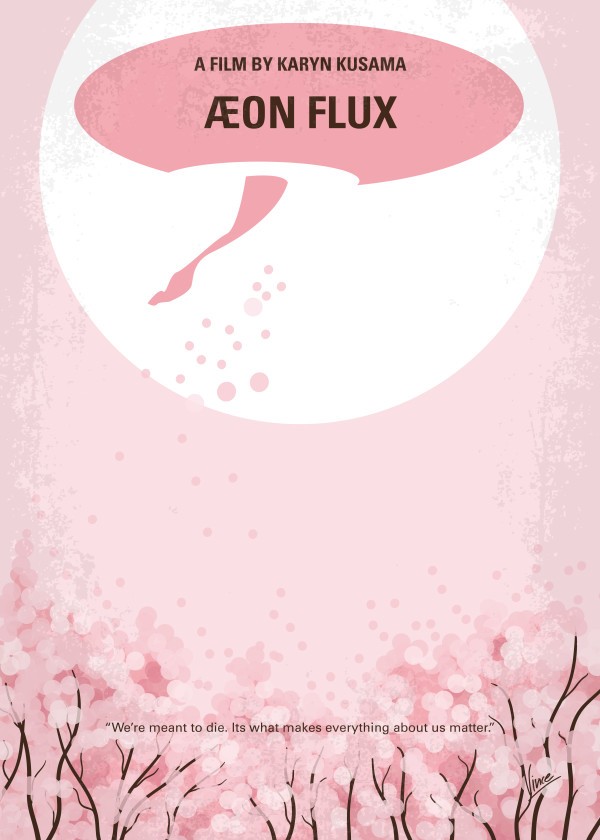 A FILM BY KARYN KUSAMA
ÆON FLUX
“We’re meant to die. Its what makes everything about us matter.”
Vince